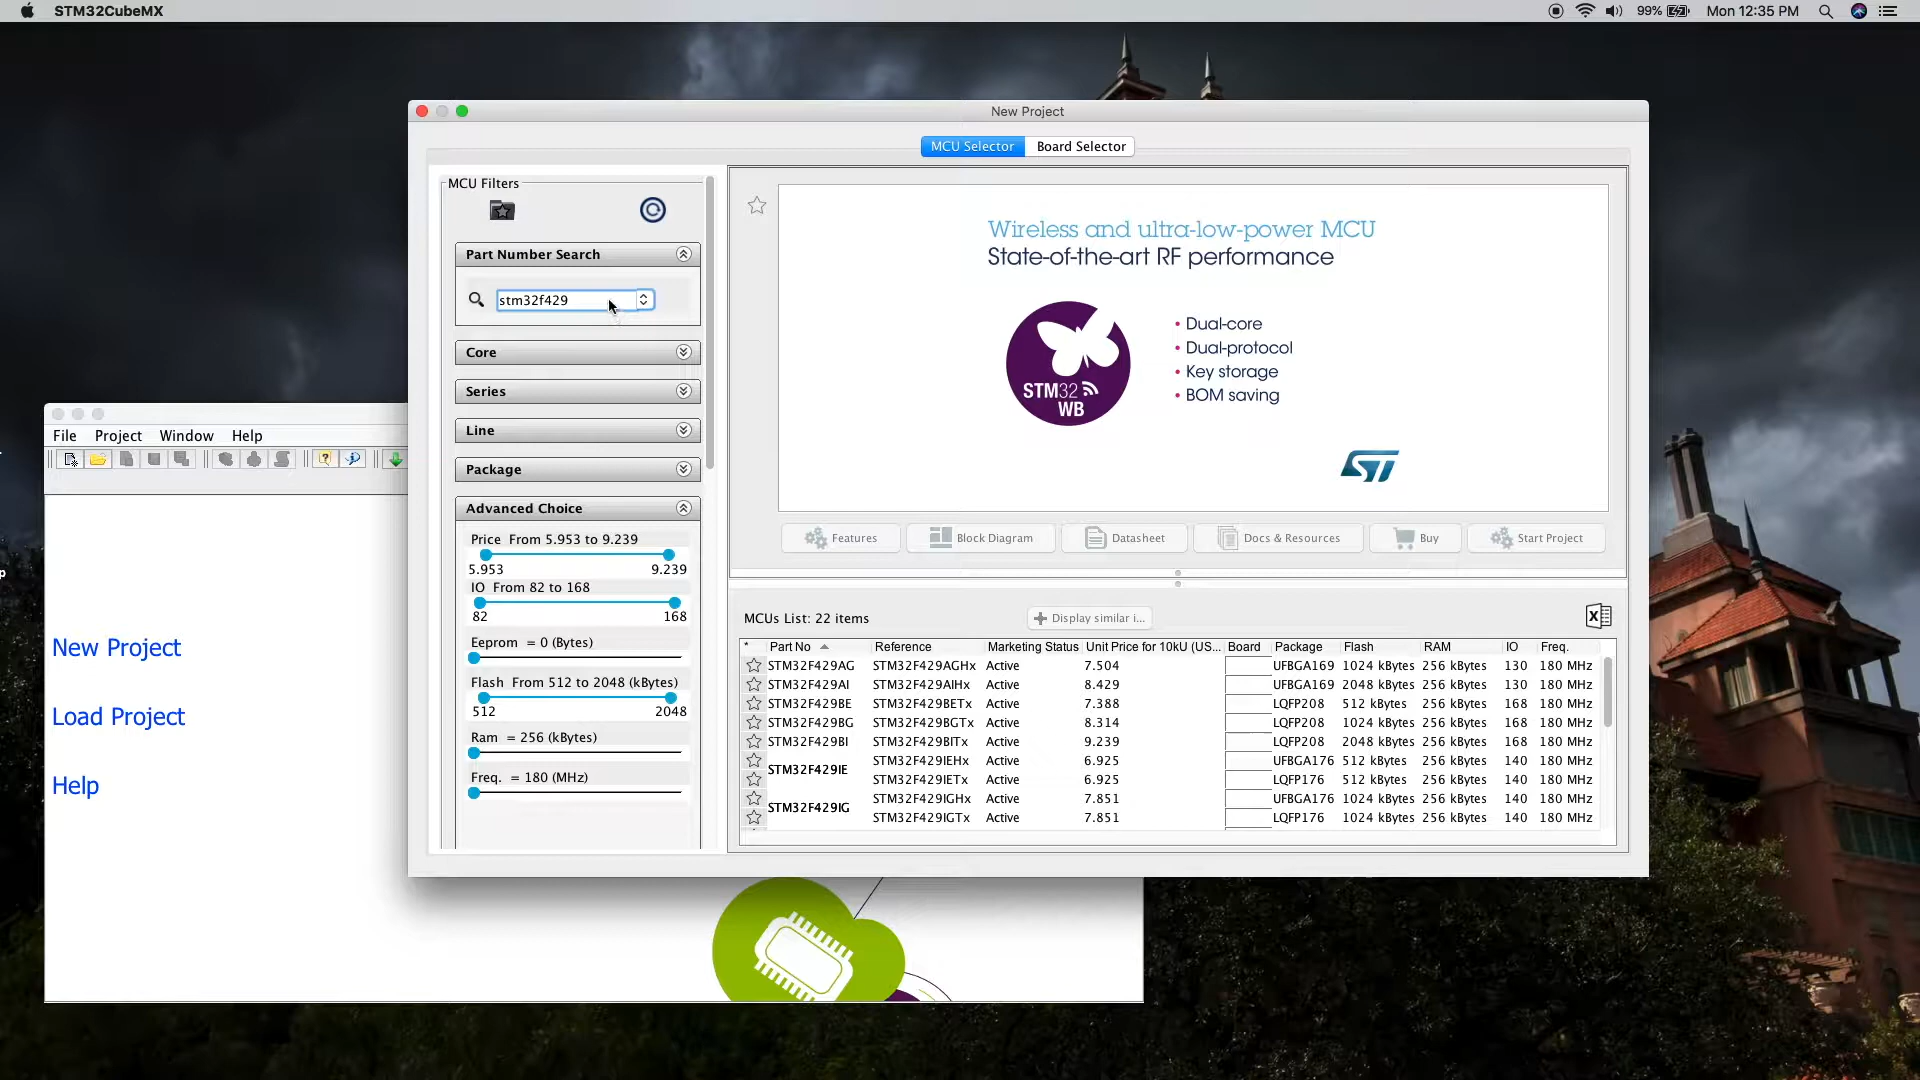 STM32CubeMX
99%
Mon 12:35 PM
New Project
MCU Selector
Board Selector
MCU Filters
Part Number Search
stm32f429
Core
Series
Line
Package
Advanced Choice
Price From 5.953 to 9.239
5.953 9.239
IO From 82 to 168
82 168
Eeprom = 0 (Bytes)
Flash From 512 to 2048 (kBytes)
512 2048
Ram = 256 (kBytes)
Freq. = 180 (MHz)
Wireless and ultra-low-power MCU
State-of-the-art RF performance
STM32
WB
• Dual-core
• Dual-protocol
• Key storage
• BOM saving
ST
Features
Block Diagram
Datasheet
Docs & Resources
Buy
Start Project
MCUs List: 22 items
Display similar i...
* Part No Reference Marketing Status Unit Price for 10kU (US... Board Package Flash RAM IO Freq.
STM32F429AG STM32F429AGHx Active 7.504 UFBGA169 1024 kBytes 256 kBytes 130 180 MHz
STM32F429AI STM32F429AIHx Active 8.429 UFBGA169 2048 kBytes 256 kBytes 130 180 MHz
STM32F429BE STM32F429BETx Active 7.388 LQFP208 512 kBytes 256 kBytes 168 180 MHz
STM32F429BG STM32F429BGTx Active 8.314 LQFP208 1024 kBytes 256 kBytes 168 180 MHz
STM32F429BI STM32F429BITx Active 9.239 LQFP208 2048 kBytes 256 kBytes 168 180 MHz
STM32F429IE STM32F429IEHx Active 6.925 UFBGA176 512 kBytes 256 kBytes 140 180 MHz
STM32F429IETx Active 6.925 LQFP176 512 kBytes 256 kBytes 140 180 MHz
STM32F429IG STM32F429IGHx Active 7.851 UFBGA176 1024 kBytes 256 kBytes 140 180 MHz
STM32F429IGTx Active 7.851 LQFP176 1024 kBytes 256 kBytes 140 180 MHz
File Project Window Help
New Project
Load Project
Help